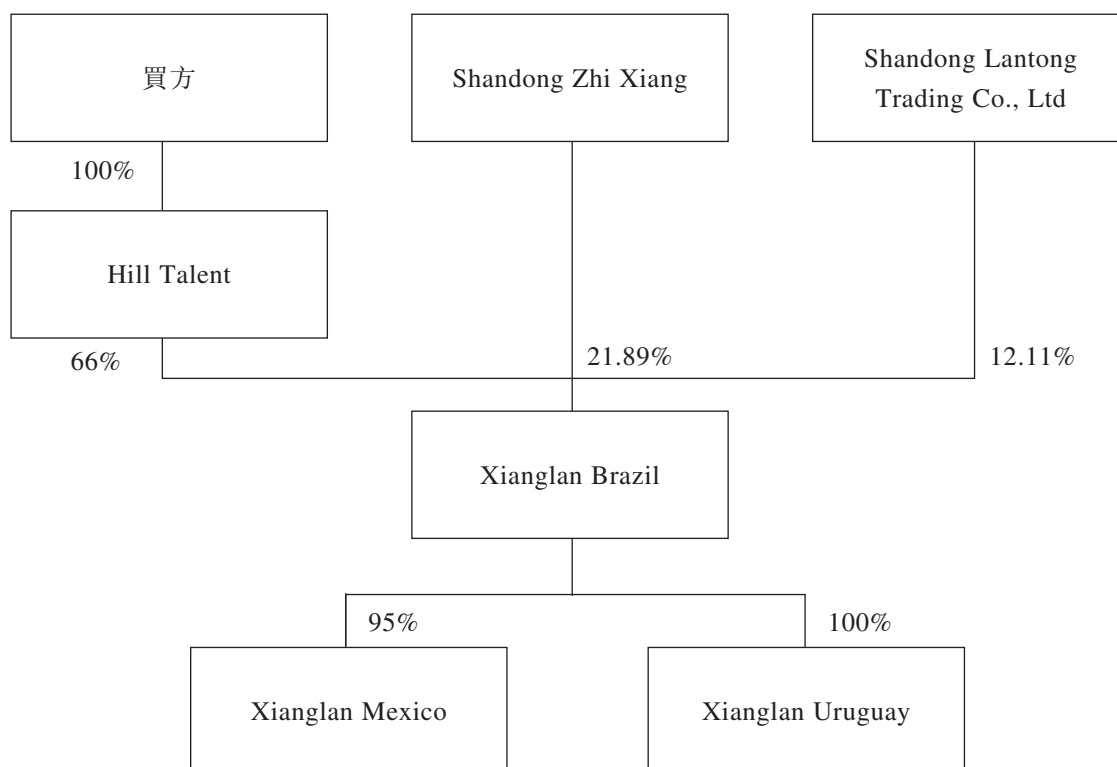 買方
Shandong Zhi Xiang
Shandong Lantong
Trading Co., Ltd
100%
Hill Talent
66%
21.89%
12.11%
Xianglan Brazil
95%
100%
Xianglan Mexico
Xianglan Uruguay